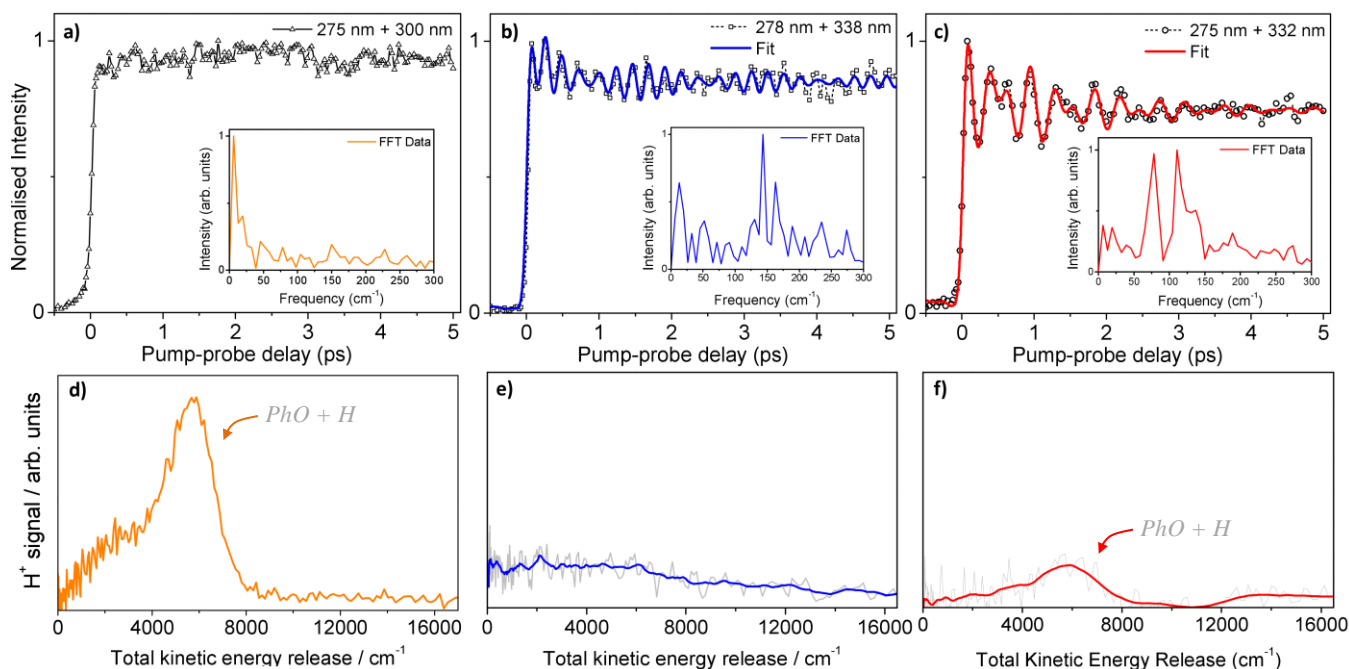 a)
275 nm + 300 nm
b)
278 nm + 338 nm
Fit
c)
275 nm + 332 nm
Fit
Normalised Intensity
1
0
0 1 2 3 4 5
Pump-probe delay (ps)
FFT Data
Intensity (arb. units)
1
0
0 50 100 150 200 250 300
Frequency (cm⁻¹)
1
0
0 1 2 3 4 5
Pump-probe delay (ps)
FFT Data
Intensity (arb. units)
1
0
0 50 100 150 200 250 300
Frequency (cm⁻¹)
1
0
0 1 2 3 4 5
Pump-probe delay (ps)
FFT Data
Intensity (arb. units)
1
0
0 50 100 150 200 250 300
Frequency (cm⁻¹)
d)
PhO + H
H⁺ signal / arb. units
0 4000 8000 12000 16000
Total kinetic energy release / cm⁻¹
e)
0 4000 8000 12000 16000
Total kinetic energy release / cm⁻¹
f)
PhO + H
0 4000 8000 12000 16000
Total Kinetic Energy Release (cm⁻¹)